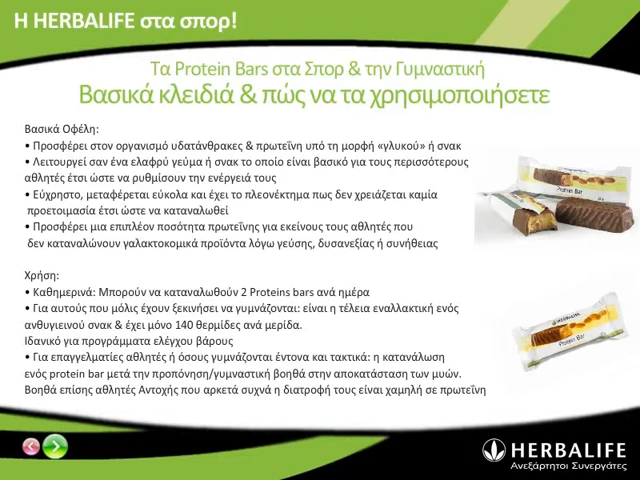 Η HERBALIFE στα σπορ!
Τα Protein Bars στα Σπορ & την Γυμναστική
Βασικά κλειδιά & πώς να τα χρησιμοποιήσετε
Βασικά Οφέλη:
• Προσφέρει στον οργανισμό υδατάνθρακες & πρωτεΐνη υπό τη μορφή «γλυκού» ή σνακ
• Λειτουργεί σαν ένα ελαφρύ γεύμα ή σνακ το οποίο είναι βασικό για τους περισσότερους
αθλητές έτσι ώστε να ρυθμίσουν την ενέργειά τους
• Εύχρηστο, μεταφέρεται εύκολα και έχει το πλεονέκτημα πως δεν χρειάζεται καμία
προετοιμασία έτσι ώστε να καταναλωθεί
• Προσφέρει μια επιπλέον ποσότητα πρωτεΐνης για εκείνους τους αθλητές που
δεν καταναλώνουν γαλακτοκομικά προϊόντα λόγω γεύσης, δυσανεξίας ή συνήθειας
Χρήση:
• Καθημερινά: Μπορούν να καταναλωθούν 2 Proteins bars ανά ημέρα
• Για αυτούς που μόλις έχουν ξεκινήσει να γυμνάζονται: είναι η τέλεια εναλλακτική ενός
ανθυγιεινού σνακ & έχει μόνο 140 θερμίδες ανά μερίδα.
Ιδανικό για προγράμματα ελέγχου βάρους
• Για επαγγελματίες αθλητές ή όσους γυμνάζονται έντονα και τακτικά: η κατανάλωση
ενός protein bar μετά την προπόνηση/γυμναστική βοηθά στην αποκατάσταση των μυών.
Βοηθά επίσης αθλητές Αντοχής που αρκετά συχνά η διατροφή τους είναι χαμηλή σε πρωτεΐνη
Protein Bar
HERBALIFE
Protein Bar
HERBALIFE
Ανεξάρτητοι Συνεργάτες